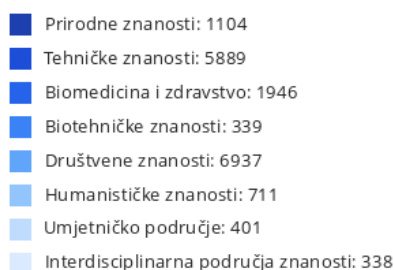 Prirodne znanosti: 1104
Tehničke znanosti: 5889
Biomedicina i zdravstvo: 1946
Biotehničke znanosti: 339
Društvene znanosti: 6937
Humanističke znanosti: 711
Umjetničko područje: 401
Interdisciplinarna područja znanosti: 338